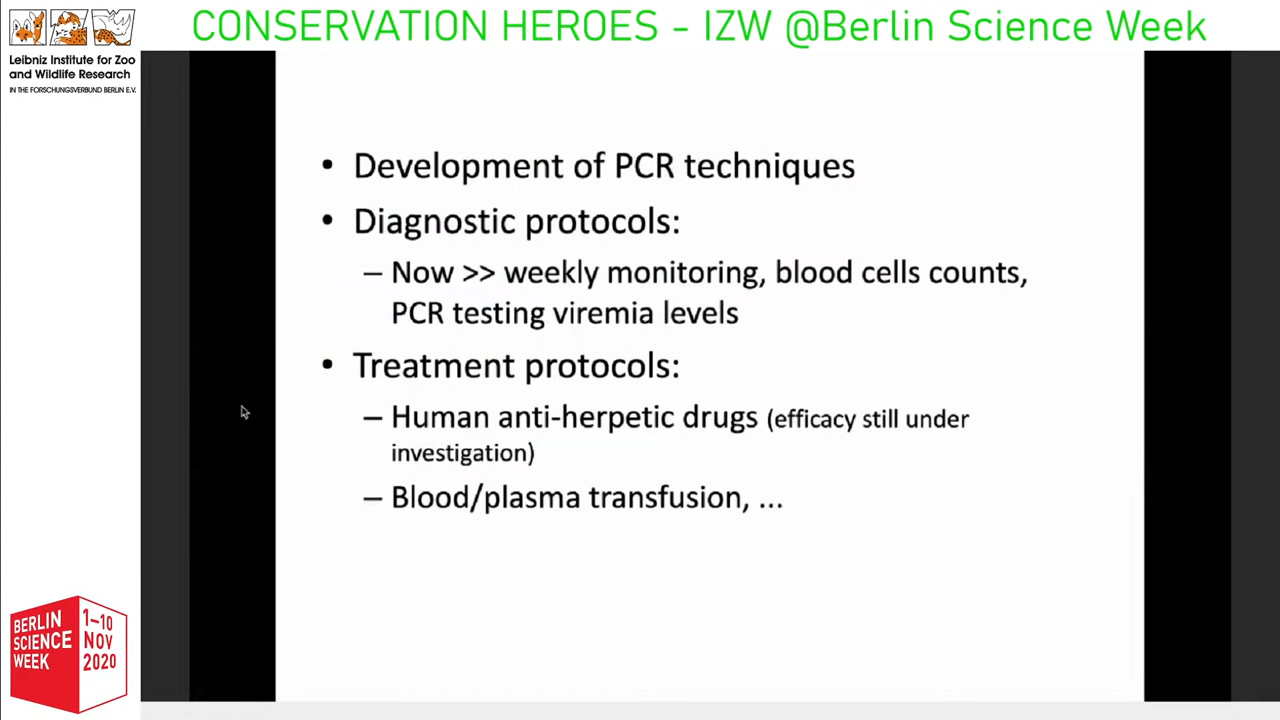 CONSERVATION HEROES - IZW @Berlin Science Week
Leibniz Institute for Zoo
and Wildlife Research
IN THE FORSCHUNGSVERBUND BERLIN E.V.
• Development of PCR techniques
• Diagnostic protocols:
– Now >> weekly monitoring, blood cells counts,
PCR testing viremia levels
• Treatment protocols:
– Human anti-herpetic drugs (efficacy still under
investigation)
– Blood/plasma transfusion, ...
BERLIN
SCIENCE
WEEK
1–10
NOV
2020